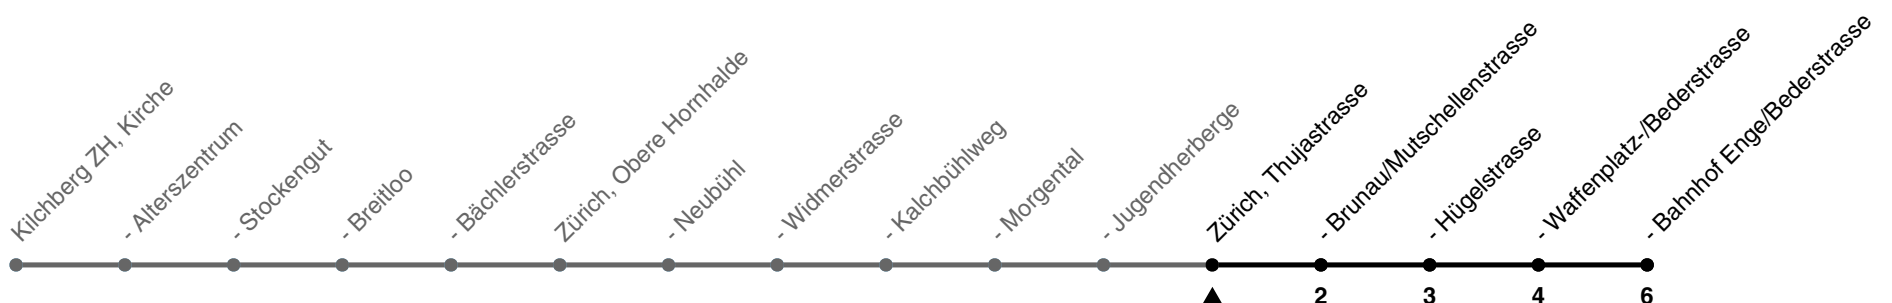 Kilchberg ZH, Kirche
- Alterszentrum
- Stockengut
- Breitloo
- Bächlerstrasse
Zürich, Obere Hornhalde
- Neubühl
- Widmerstrasse
- Kalchbühlweg
- Morgental
- Jugendherberge
Zürich, Thujastrasse
- Brunau/Mutschellenstrasse
- Hügelstrasse
- Waffenplatz-/Bederstrasse
- Bahnhof Enge/Bederstrasse
2 3 4 6